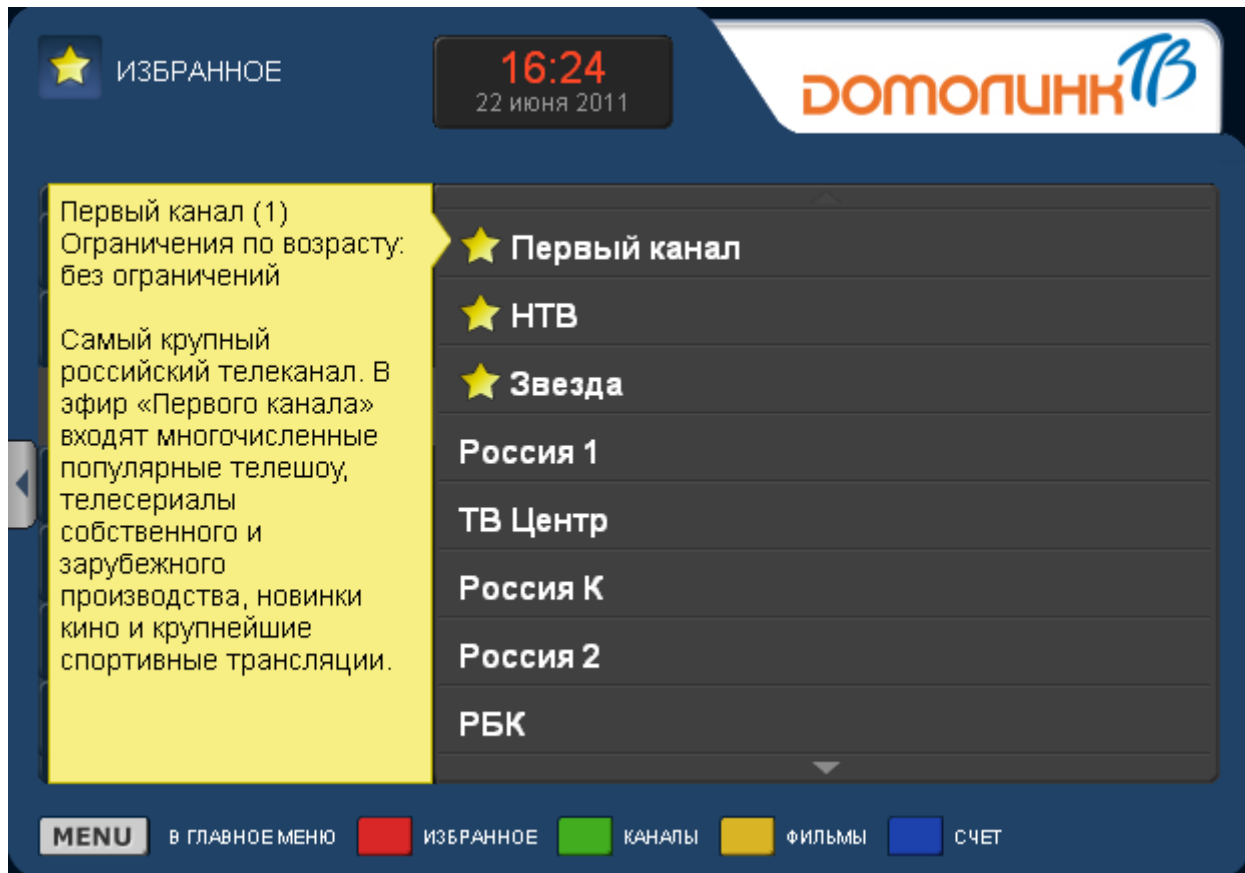 ИЗБРАННОЕ
16:24
22 июня 2011
домолинк ТВ
Первый канал (1)
Ограничения по возрасту:
без ограничений
Самый крупный
российский телеканал. В
эфир «Первого канала»
входят многочисленные
популярные телешоу,
телесериалы
собственного и
зарубежного
производства, новинки
кино и крупнейшие
спортивные трансляции.
Первый канал
НТВ
Звезда
Россия 1
ТВ Центр
Россия К
Россия 2
РБК
MENU В ГЛАВНОЕ МЕНЮ ИЗБРАННОЕ КАНАЛЫ ФИЛЬМЫ СЧЕТ